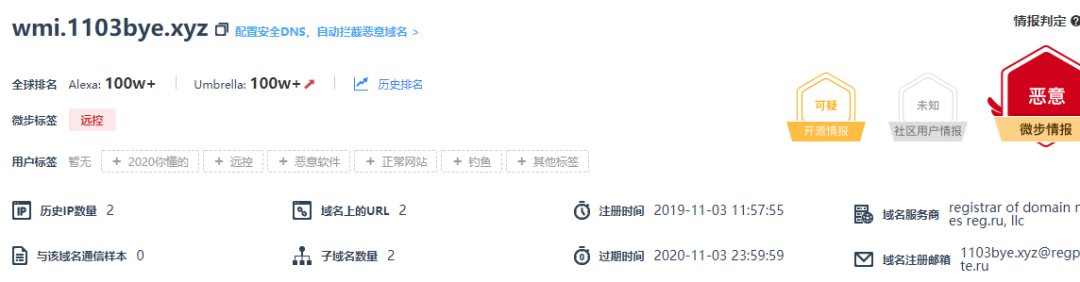 wmi.1103bye.xyz 配置安全DNS，自动拦截恶意域名 >
情报判定 ?
全球排名 Alexa: 100w+ Umbrella: 100w+ 历史排名
微步标签 远控
可疑 开源情报
未知 社区用户情报
恶意 微步情报
用户标签 暂无 + 2020你懂的 + 远控 + 恶意软件 + 正常网站 + 钓鱼 + 其他标签
IP 历史IP数量 2 域名上的URL 2 注册时间 2019-11-03 11:57:55 域名服务商 registrar of domain n
es reg.ru, llc
与该域名通信样本 0 子域名数量 2 过期时间 2020-11-03 23:59:59 域名注册邮箱 1103bye.xyz@regp
te.ru